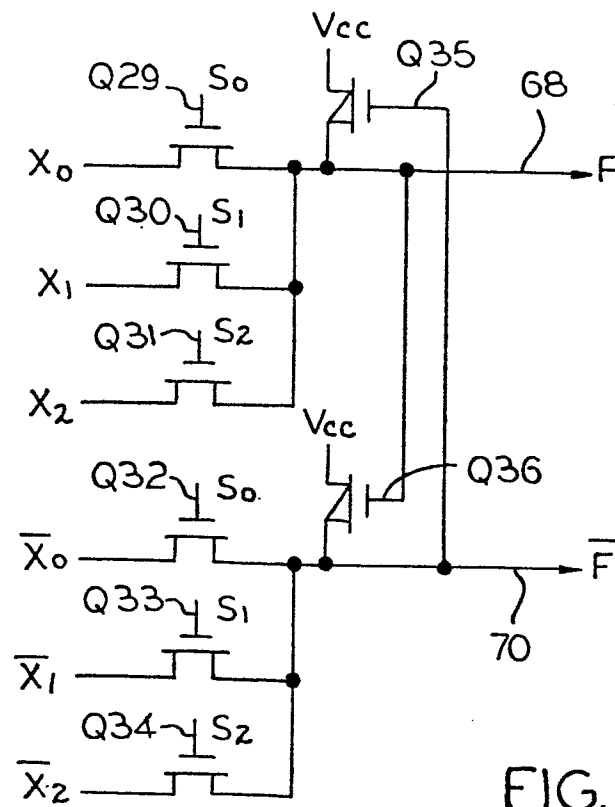 Vcc
Q35
Q29 S0
68
X0
F
Q30 S1
X1
Q31 S2
X2
Vcc
Q32 S0
Q36
X̅0
F̅
Q33 S1
70
X̅1
Q34 S2
X̅2
FIG.